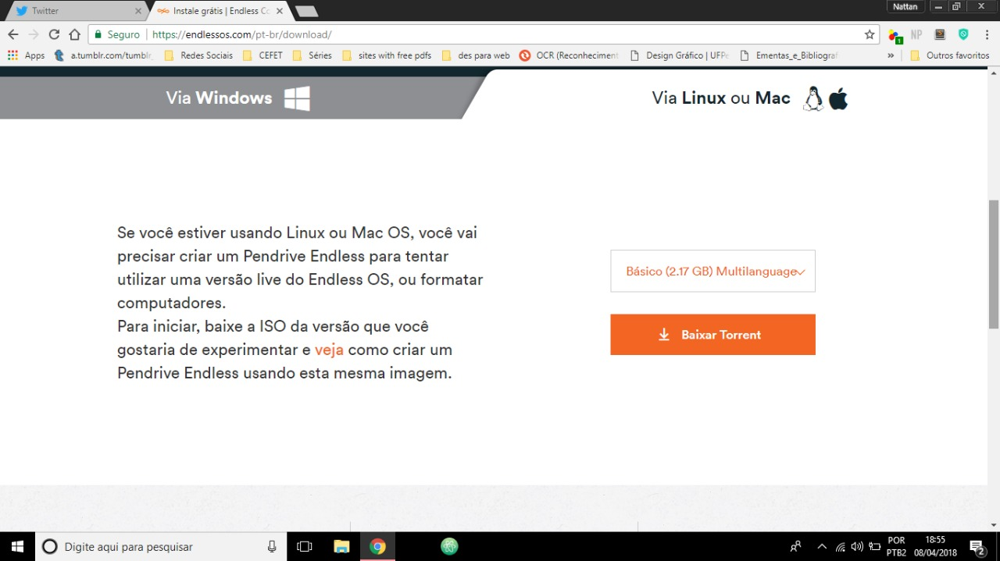 Twitter
Instale grátis | Endless Co
Nattan
Seguro
https://endlessos.com/pt-br/download/
1
NP
Apps
a.tumblr.com/tumblr_
Redes Sociais
CEFET
Séries
sites with free pdfs
des para web
OCR (Reconheciment
Design Gráfico | UFPe
Ementas_e_Bibliograf
»
Outros favoritos
Via Windows
Via Linux ou Mac
Se você estiver usando Linux ou Mac OS, você vai
precisar criar um Pendrive Endless para tentar
utilizar uma versão live do Endless OS, ou formatar
computadores.
Para iniciar, baixe a ISO da versão que você
gostaria de experimentar e veja como criar um
Pendrive Endless usando esta mesma imagem.
Básico (2.17 GB) Multilanguage
Baixar Torrent
Digite aqui para pesquisar
POR
PTB2
18:55
08/04/2018
2